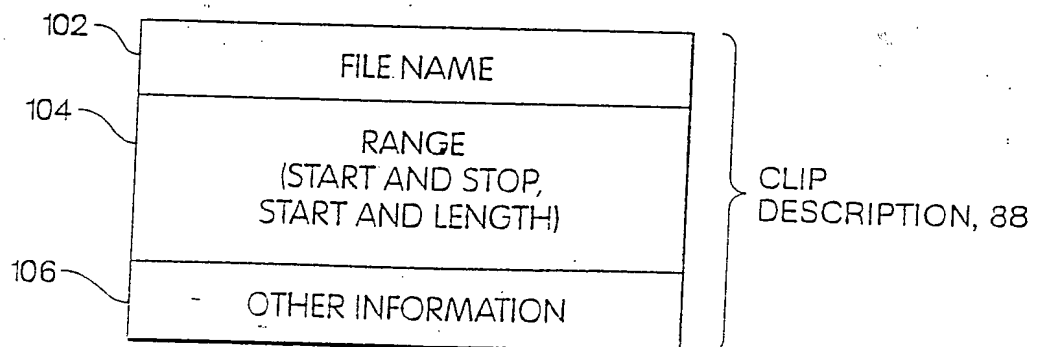 102
FILE NAME
104
RANGE
(START AND STOP,
START AND LENGTH)
CLIP
DESCRIPTION, 88
106
OTHER INFORMATION